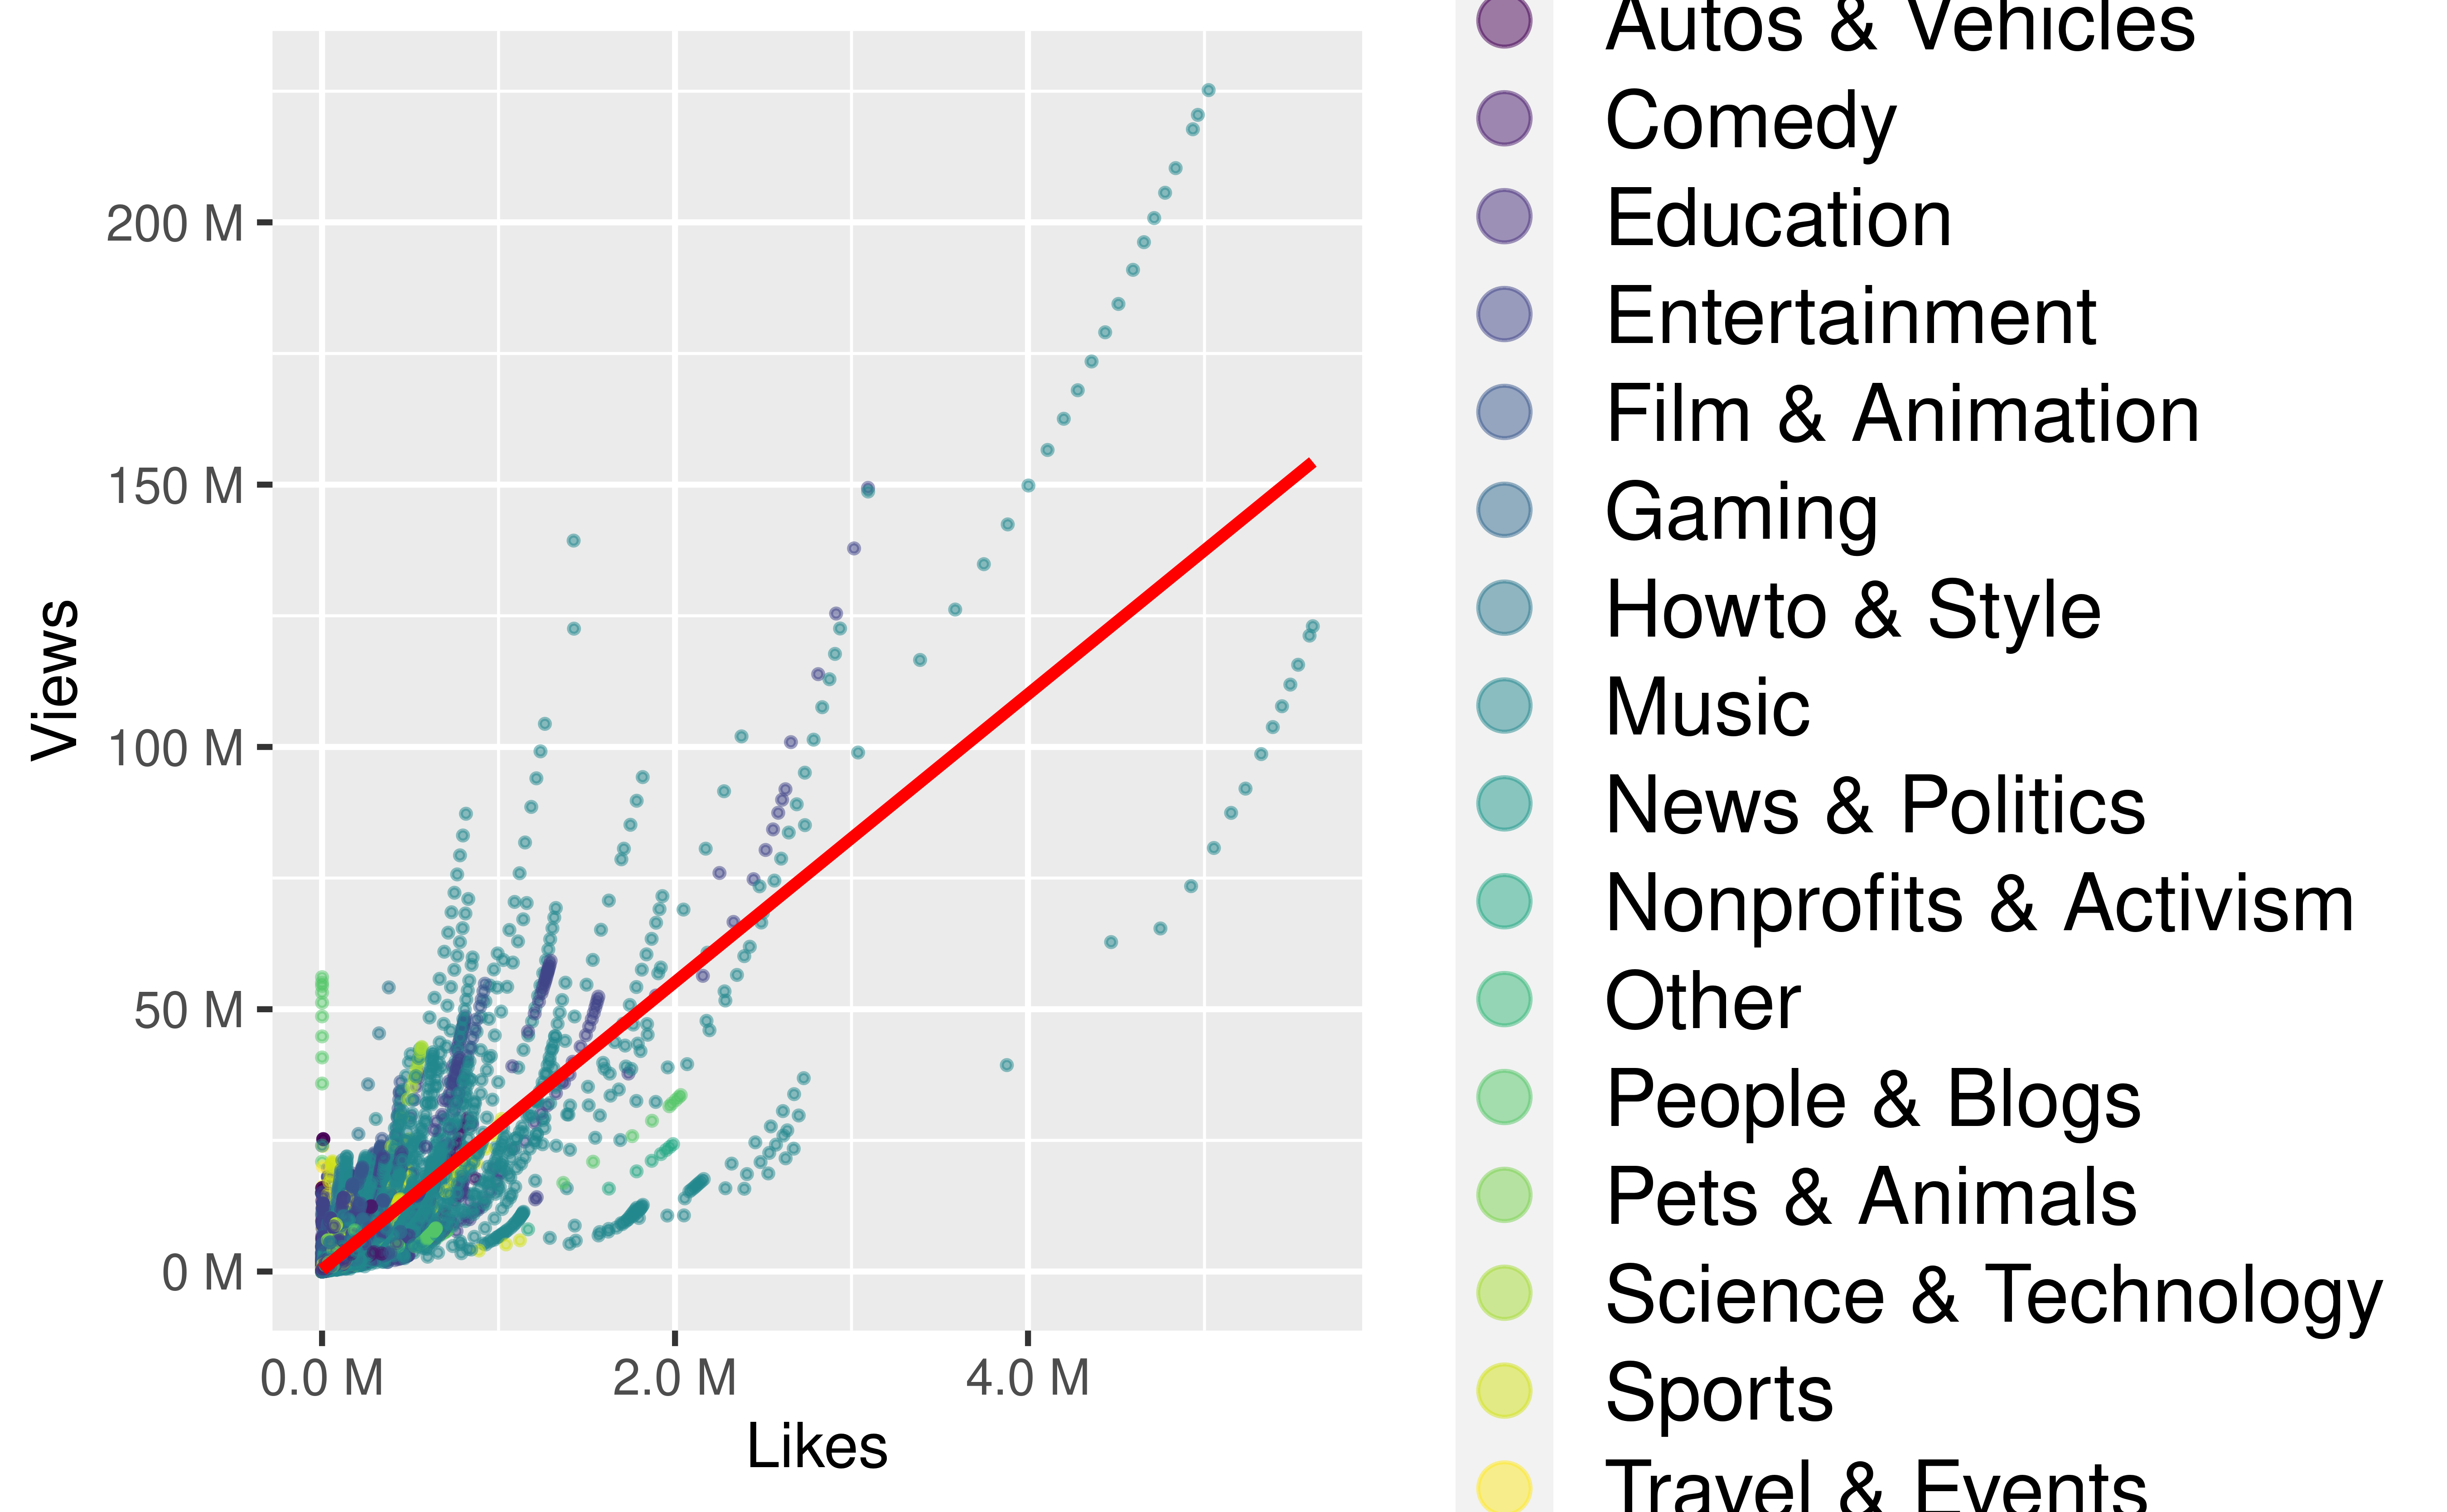 Views
200 M
150 M
100 M
50 M
0 M
0.0 M 2.0 M 4.0 M
Likes
Autos & Vehicles
Comedy
Education
Entertainment
Film & Animation
Gaming
Howto & Style
Music
News & Politics
Nonprofits & Activism
Other
People & Blogs
Pets & Animals
Science & Technology
Sports
Travel & Events